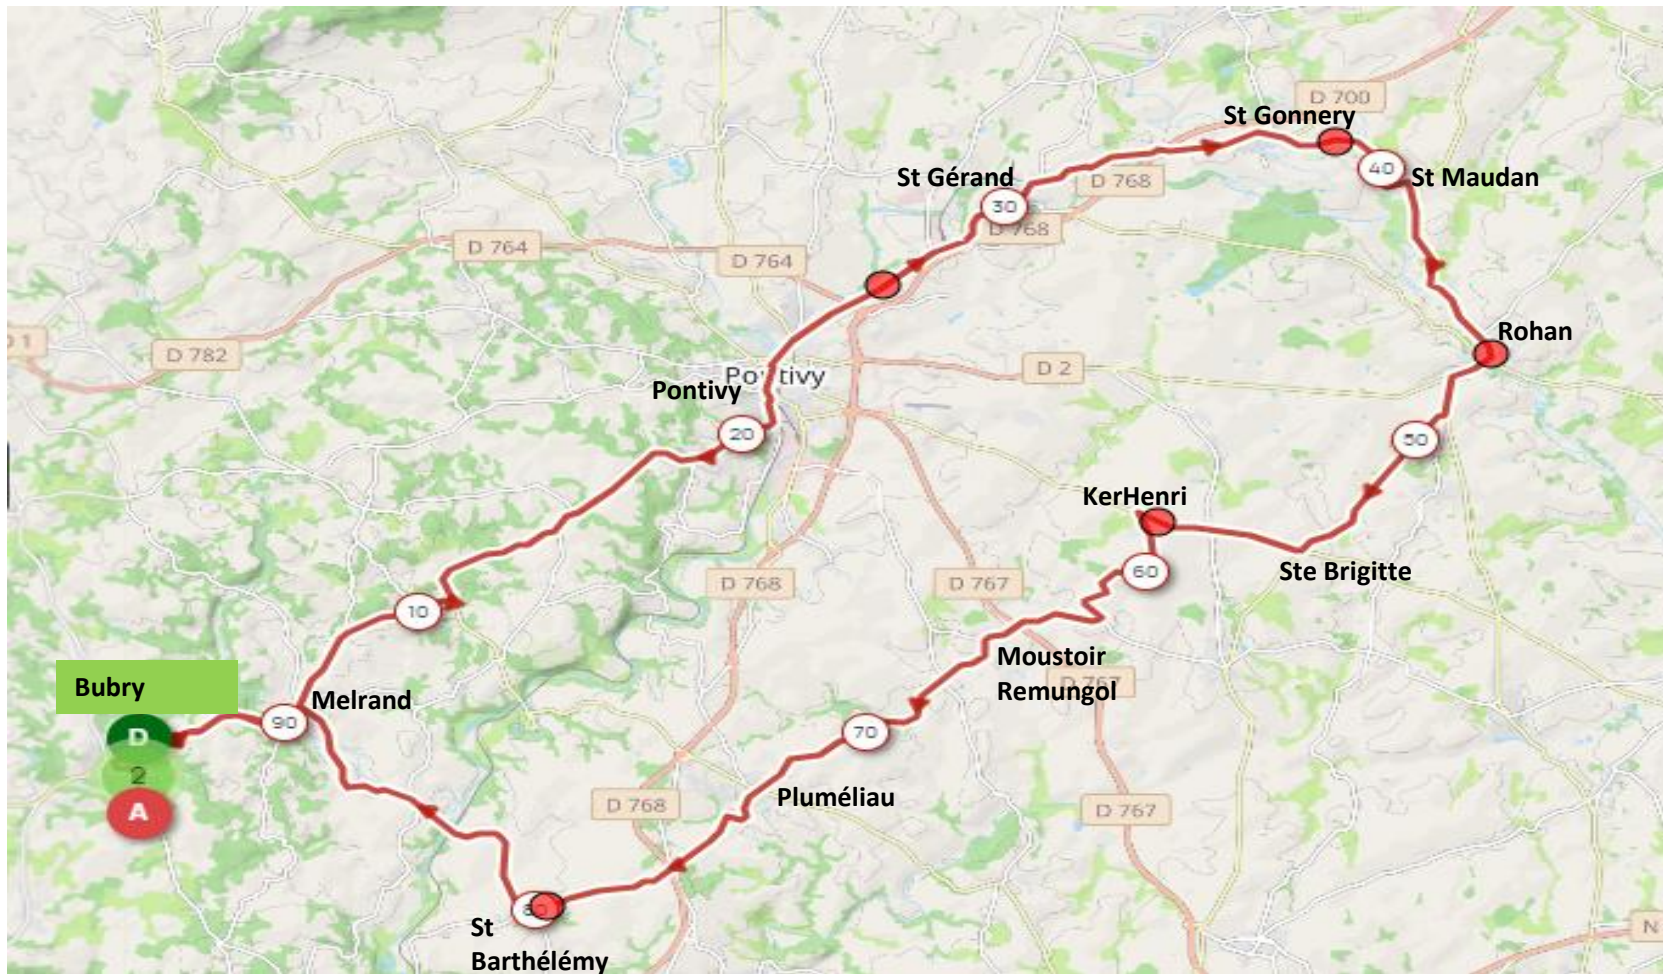 D 700
St Gonnery
St Gérand
40
St Maudan
D 768
30
D 768
D 764
D 764
Rohan
D 782
D 2
Pontivy
Pontivy
20
50
KerHenri
60
Ste Brigitte
D 768
D 767
10
Moustoir
Remungol
D 767
Bubry
Melrand
90
D
70
2
Pluméliau
A
D 768
D 767
St
Barthélémy
N